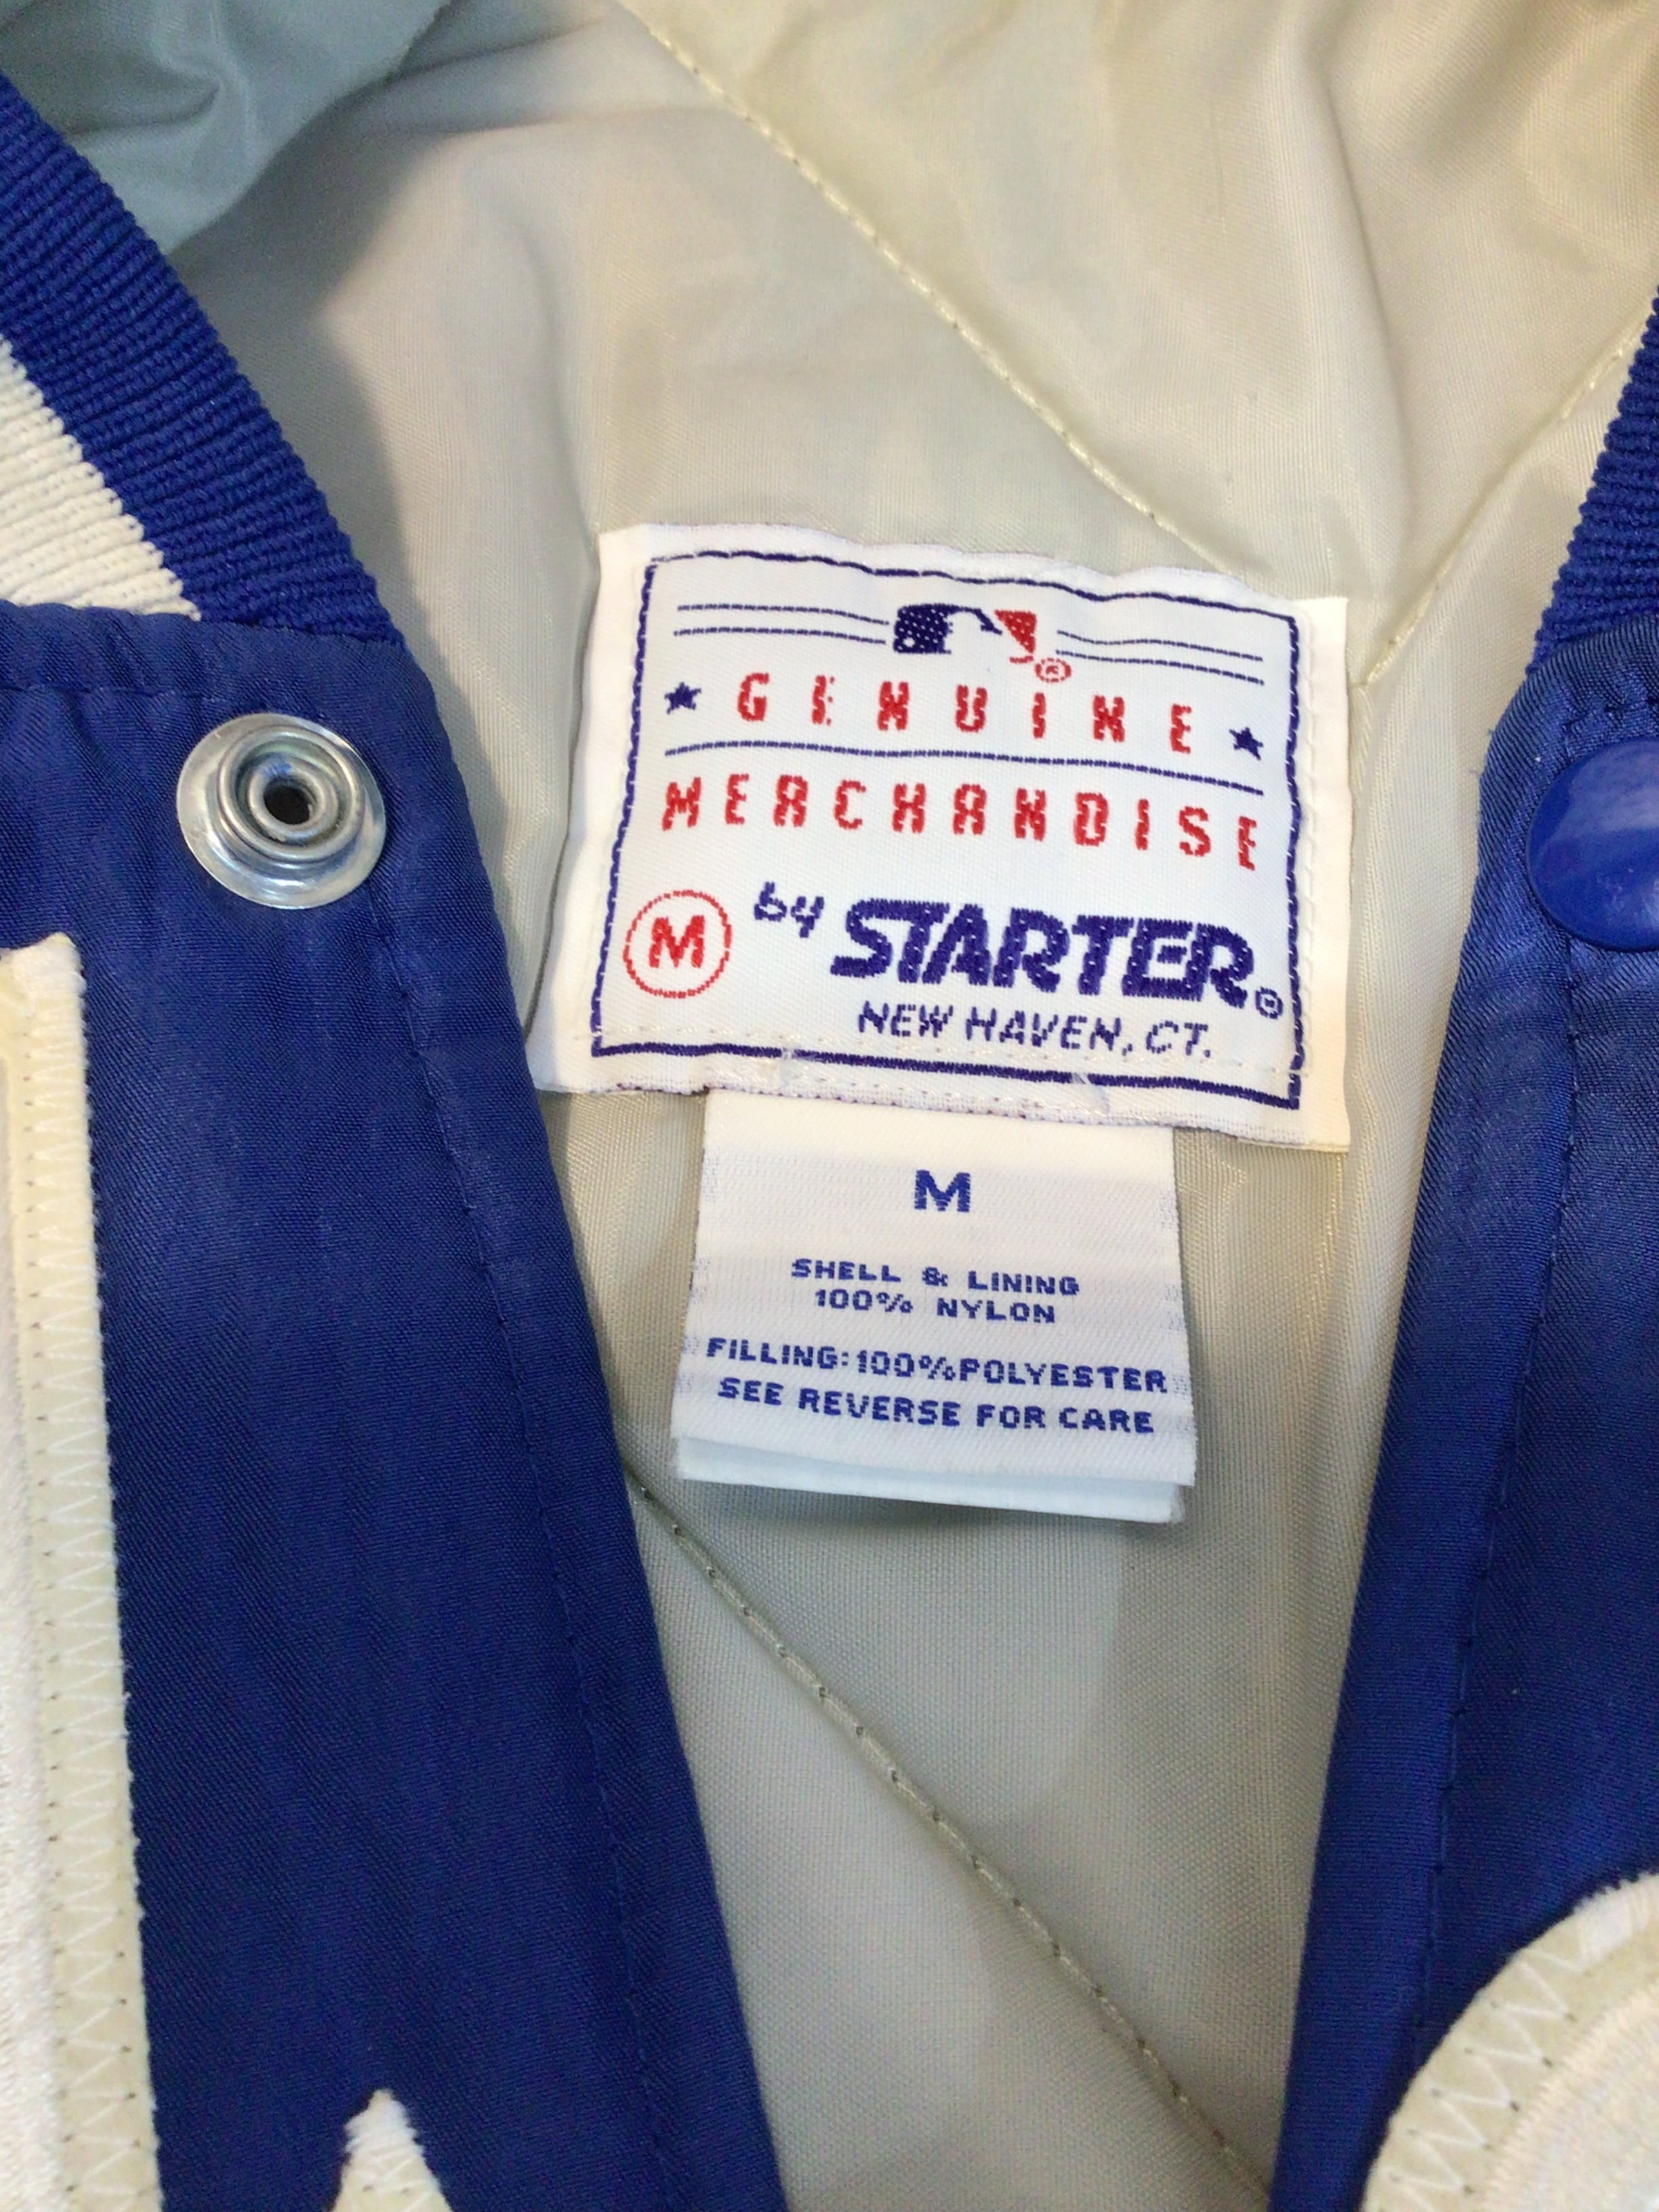 ®
★ GENUINE ★
MERCHANDISE
M by STARTER®
NEW HAVEN, CT.
M
SHELL & LINING
100% NYLON
FILLING:100%POLYESTER
SEE REVERSE FOR CARE